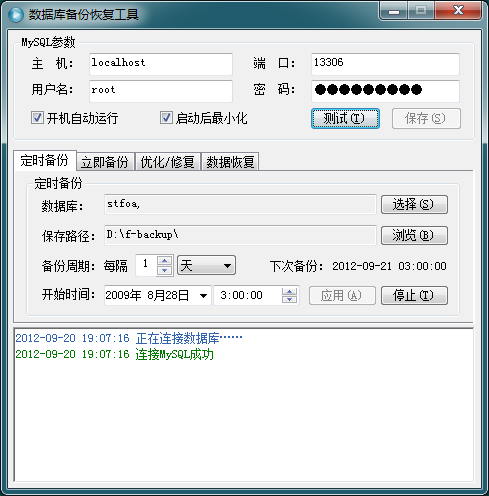 数据库备份恢复工具
MySQL参数
主 机： localhost 端 口： 13306
用户名： root 密 码： ●●●●●●●●●
开机自动运行 启动后最小化 测试(T) 保存(S)
定时备份 立即备份 优化/修复 数据恢复
定时备份
数据库： stfoa, 选择(S)
保存路径： D:\f-backup\ 浏览(B)
备份周期： 每隔 1 天 下次备份： 2012-09-21 03:00:00
开始时间： 2009年 8月28日 3:00:00 应用(A) 停止(T)
2012-09-20 19:07:16 正在连接数据库……
2012-09-20 19:07:16 连接MySQL成功